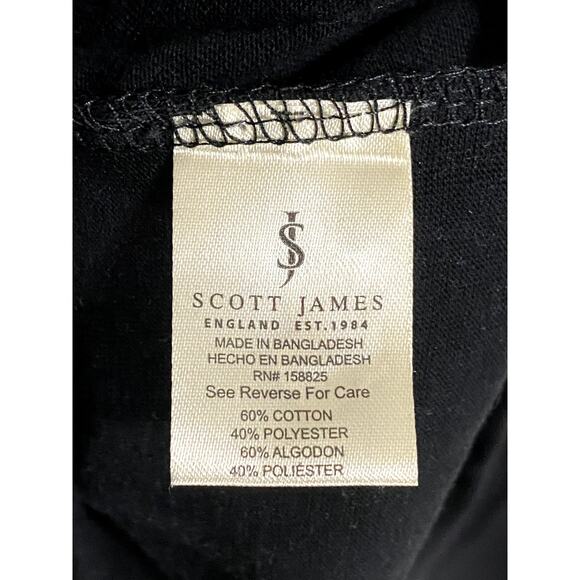 SJ
SCOTT JAMES
ENGLAND EST.1984
MADE IN BANGLADESH
HECHO EN BANGLADESH
RN# 158825
See Reverse For Care
60% COTTON
40% POLYESTER
60% ALGODON
40% POLIÉSTER